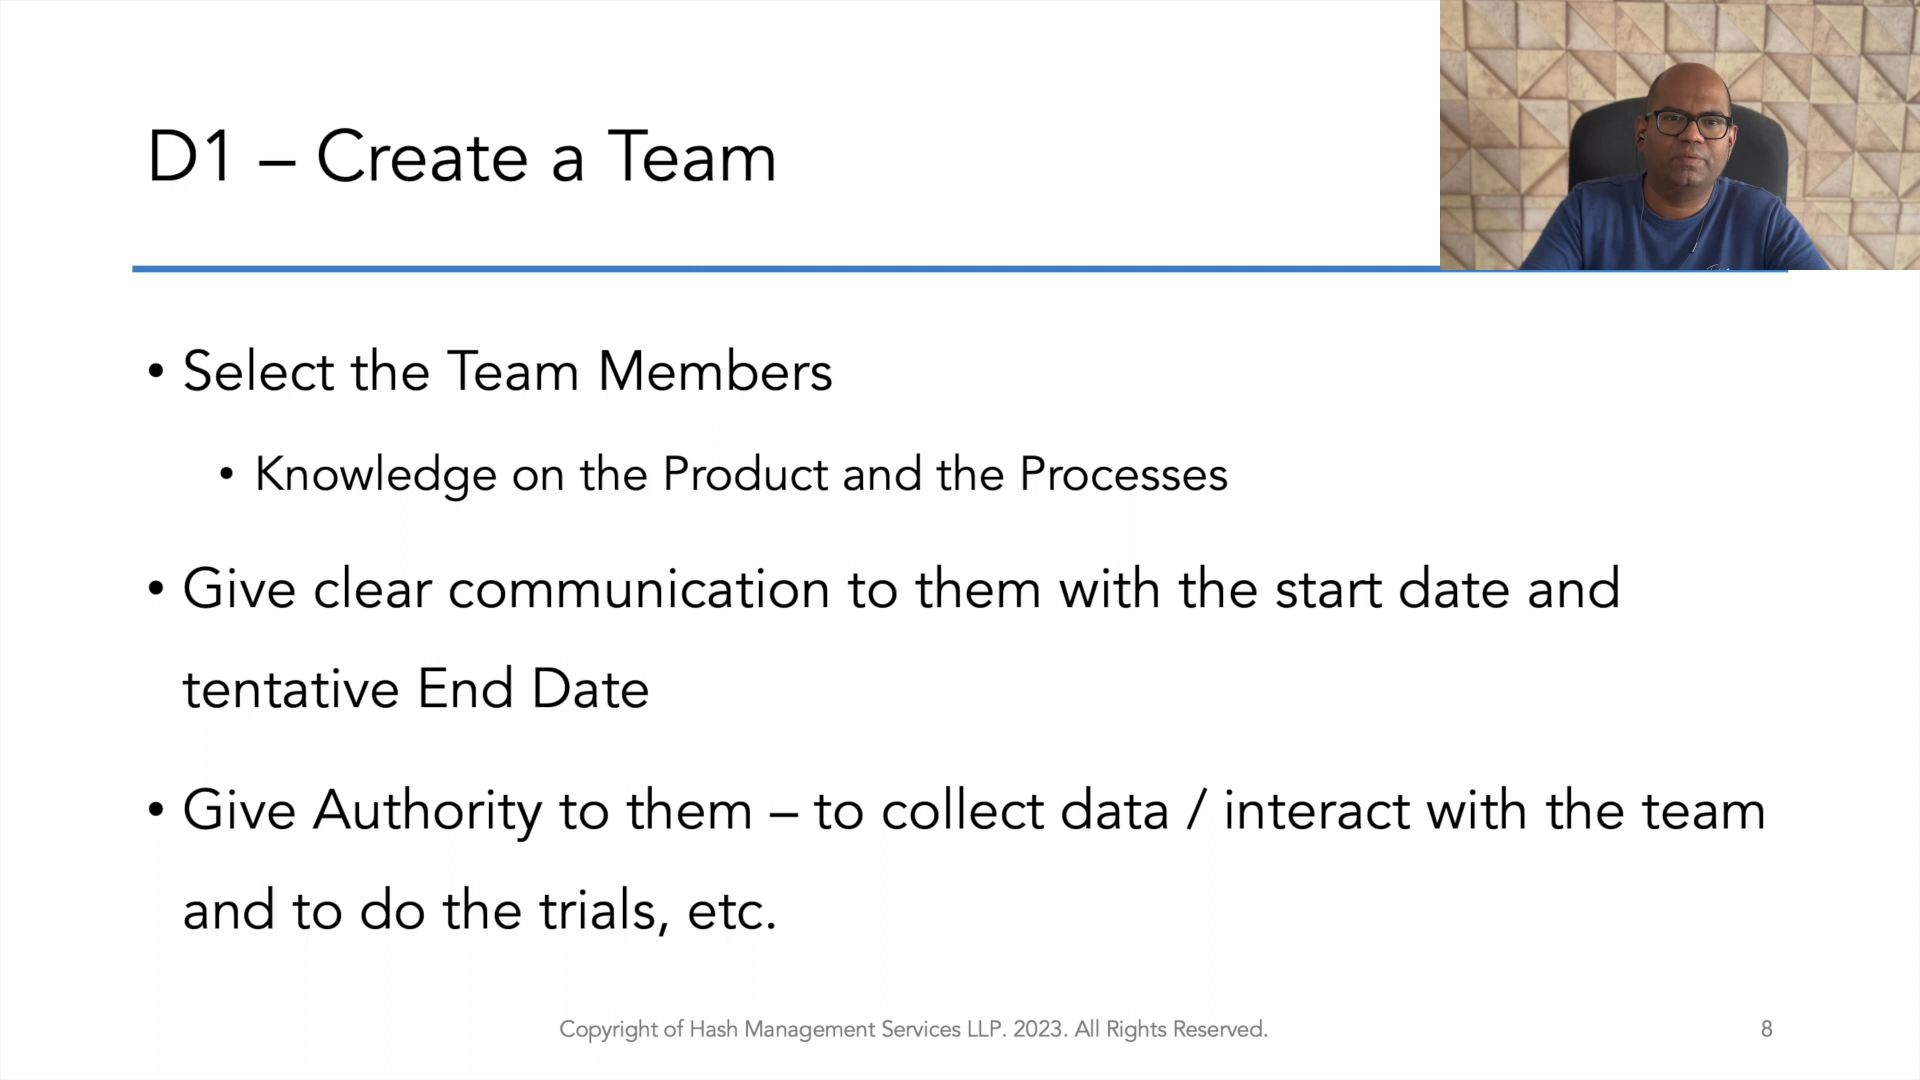 D1 – Create a Team
• Select the Team Members
• Knowledge on the Product and the Processes
• Give clear communication to them with the start date and
tentative End Date
• Give Authority to them – to collect data / interact with the team
and to do the trials, etc.
Copyright of Hash Management Services LLP. 2023. All Rights Reserved.
8